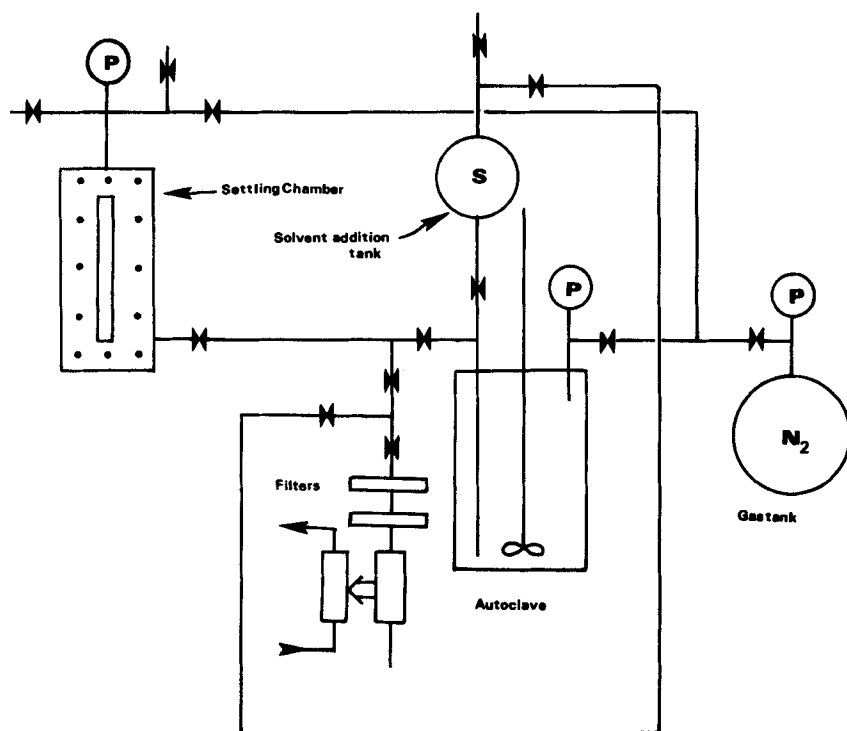 P
Settling Chamber
S
Solvent addition
tank
P
P
N2
Gastank
Filters
Autoclave